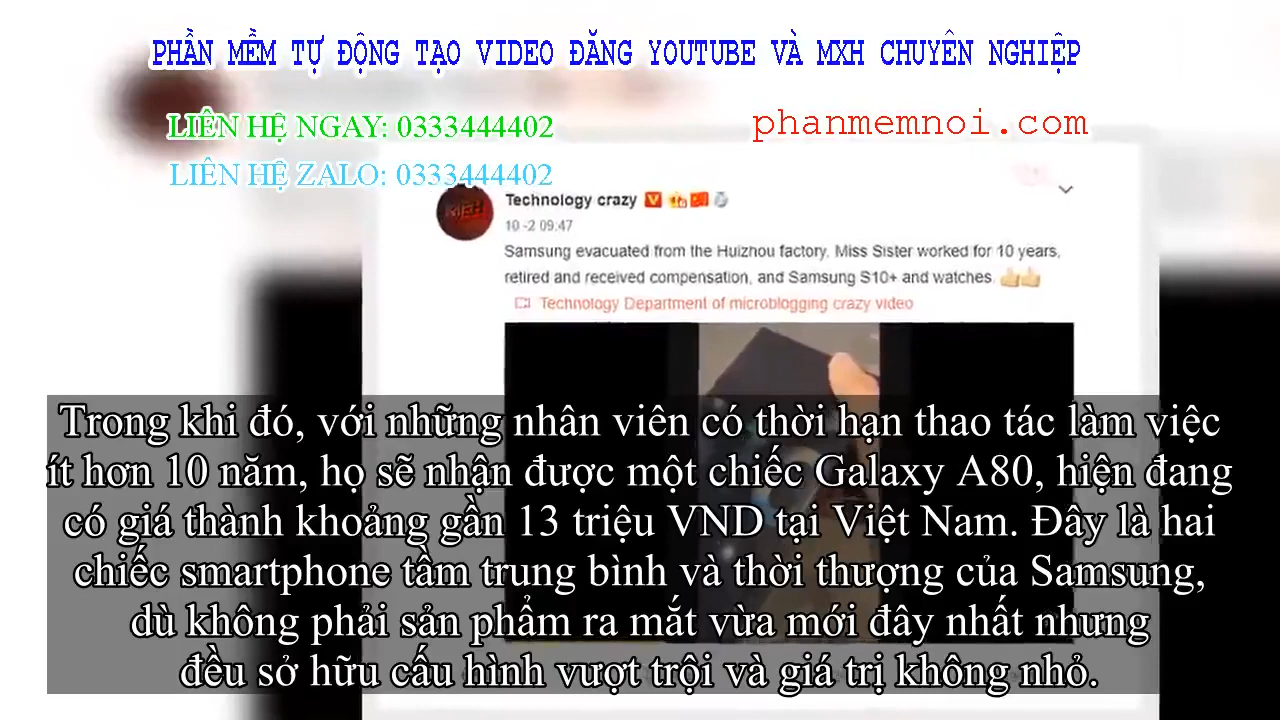 PHẦN MỀM TỰ ĐỘNG TẠO VIDEO ĐĂNG YOUTUBE VÀ MXH CHUYÊN NGHIỆP
LIÊN HỆ NGAY: 0333444402
phanmemnoi.com
LIÊN HỆ ZALO: 0333444402
Technology crazy
10 -2 09:47
Samsung evacuated from the Huizhou factory, Miss Sister worked for 10 years,
retired and received compensation, and Samsung S10+ and watches.
Technology Department of microblogging crazy video
Trong khi đó, với những nhân viên có thời hạn thao tác làm việc
ít hơn 10 năm, họ sẽ nhận được một chiếc Galaxy A80, hiện đang
có giá thành khoảng gần 13 triệu VND tại Việt Nam. Đây là hai
chiếc smartphone tầm trung bình và thời thượng của Samsung,
dù không phải sản phẩm ra mắt vừa mới đây nhất nhưng
đều sở hữu cấu hình vượt trội và giá trị không nhỏ.